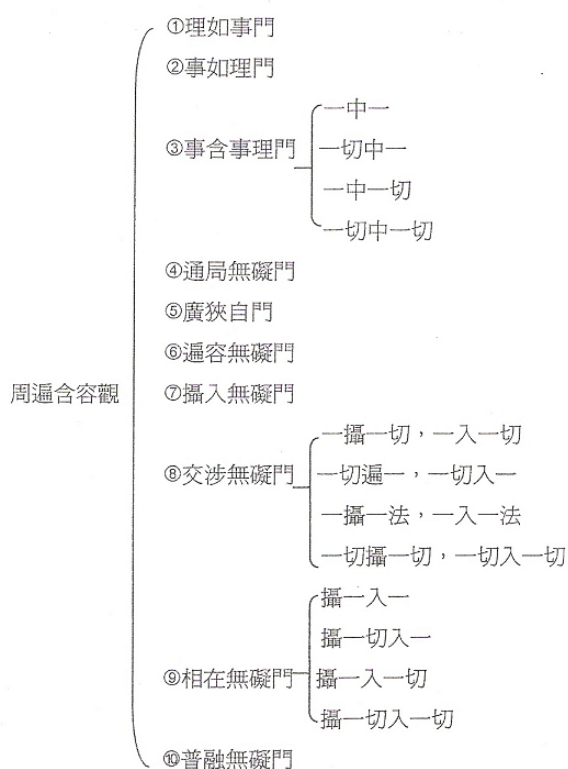 周遍含容觀
①理如事門
②事如理門
③事含事理門
一中一
一切中一
一中一切
一切中一切
④通局無礙門
⑤廣狹自門
⑥遍容無礙門
⑦攝入無礙門
⑧交涉無礙門
一攝一切，一入一切
一切遍一，一切入一
一攝一法，一入一法
一切攝一切，一切入一切
⑨相在無礙門
攝一入一
攝一切入一
攝一入一切
攝一切入一切
⑩普融無礙門